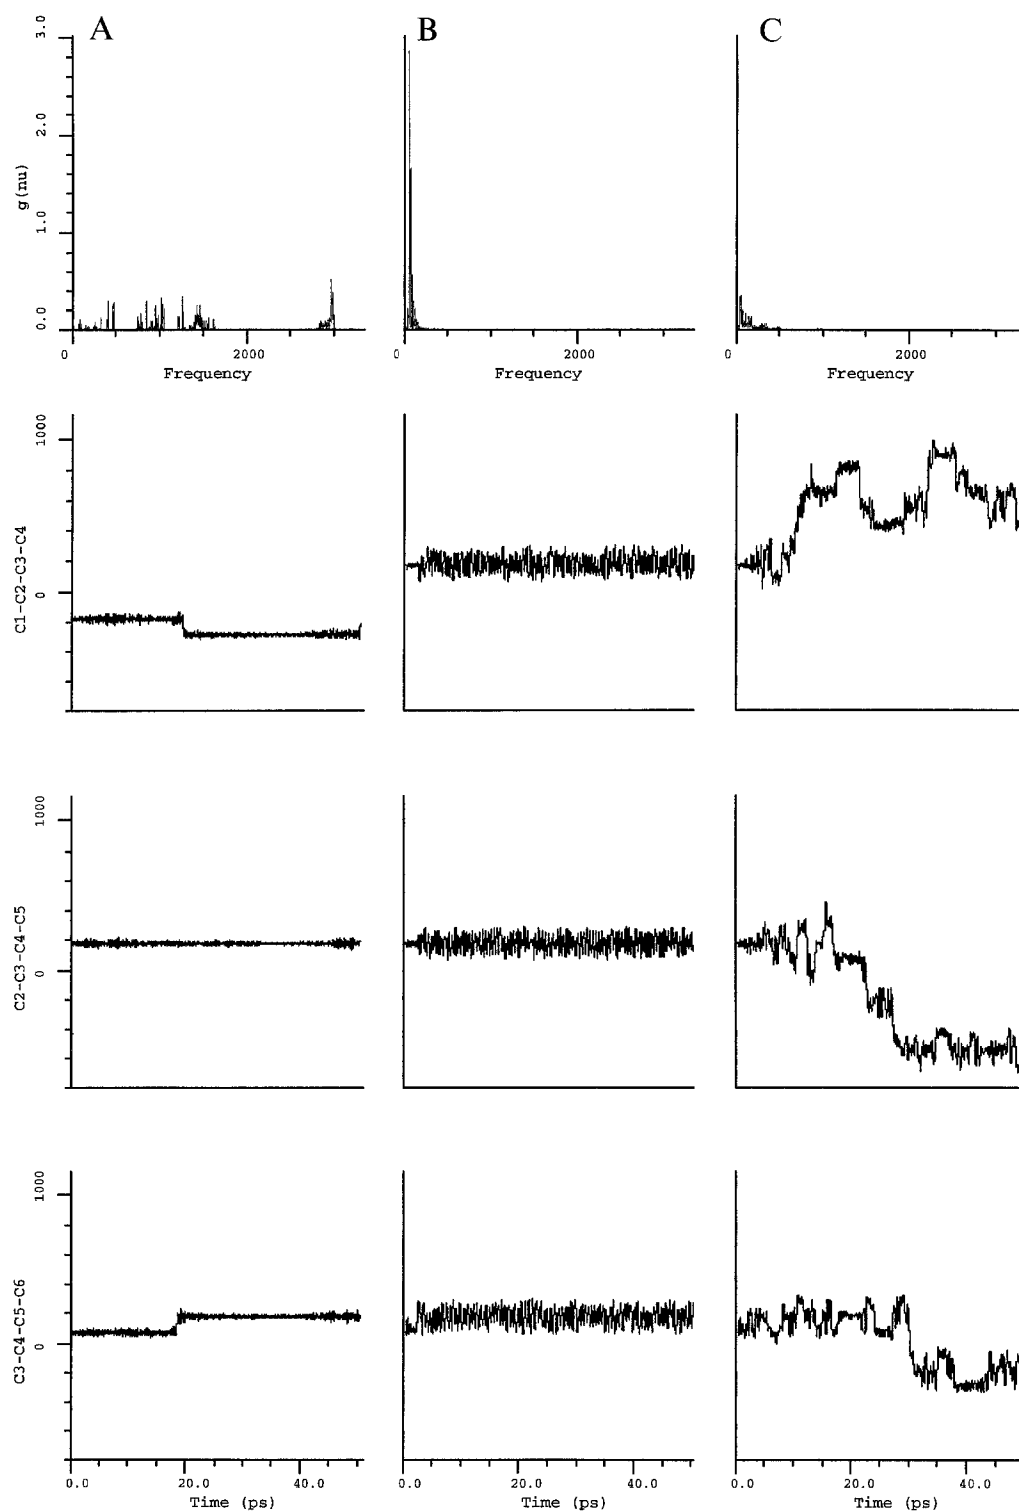 A B C
3.0
2.0
1.0
0.0
g(nu)
0 2000
Frequency
0 2000
Frequency
0 2000
Frequency
1000
0
C1-C2-C3-C4
1000
0
C2-C3-C4-C5
1000
0
C3-C4-C5-C6
0.0 20.0 40.0
Time (ps)
0.0 20.0 40.0
Time (ps)
0.0 20.0 40.0
Time (ps)